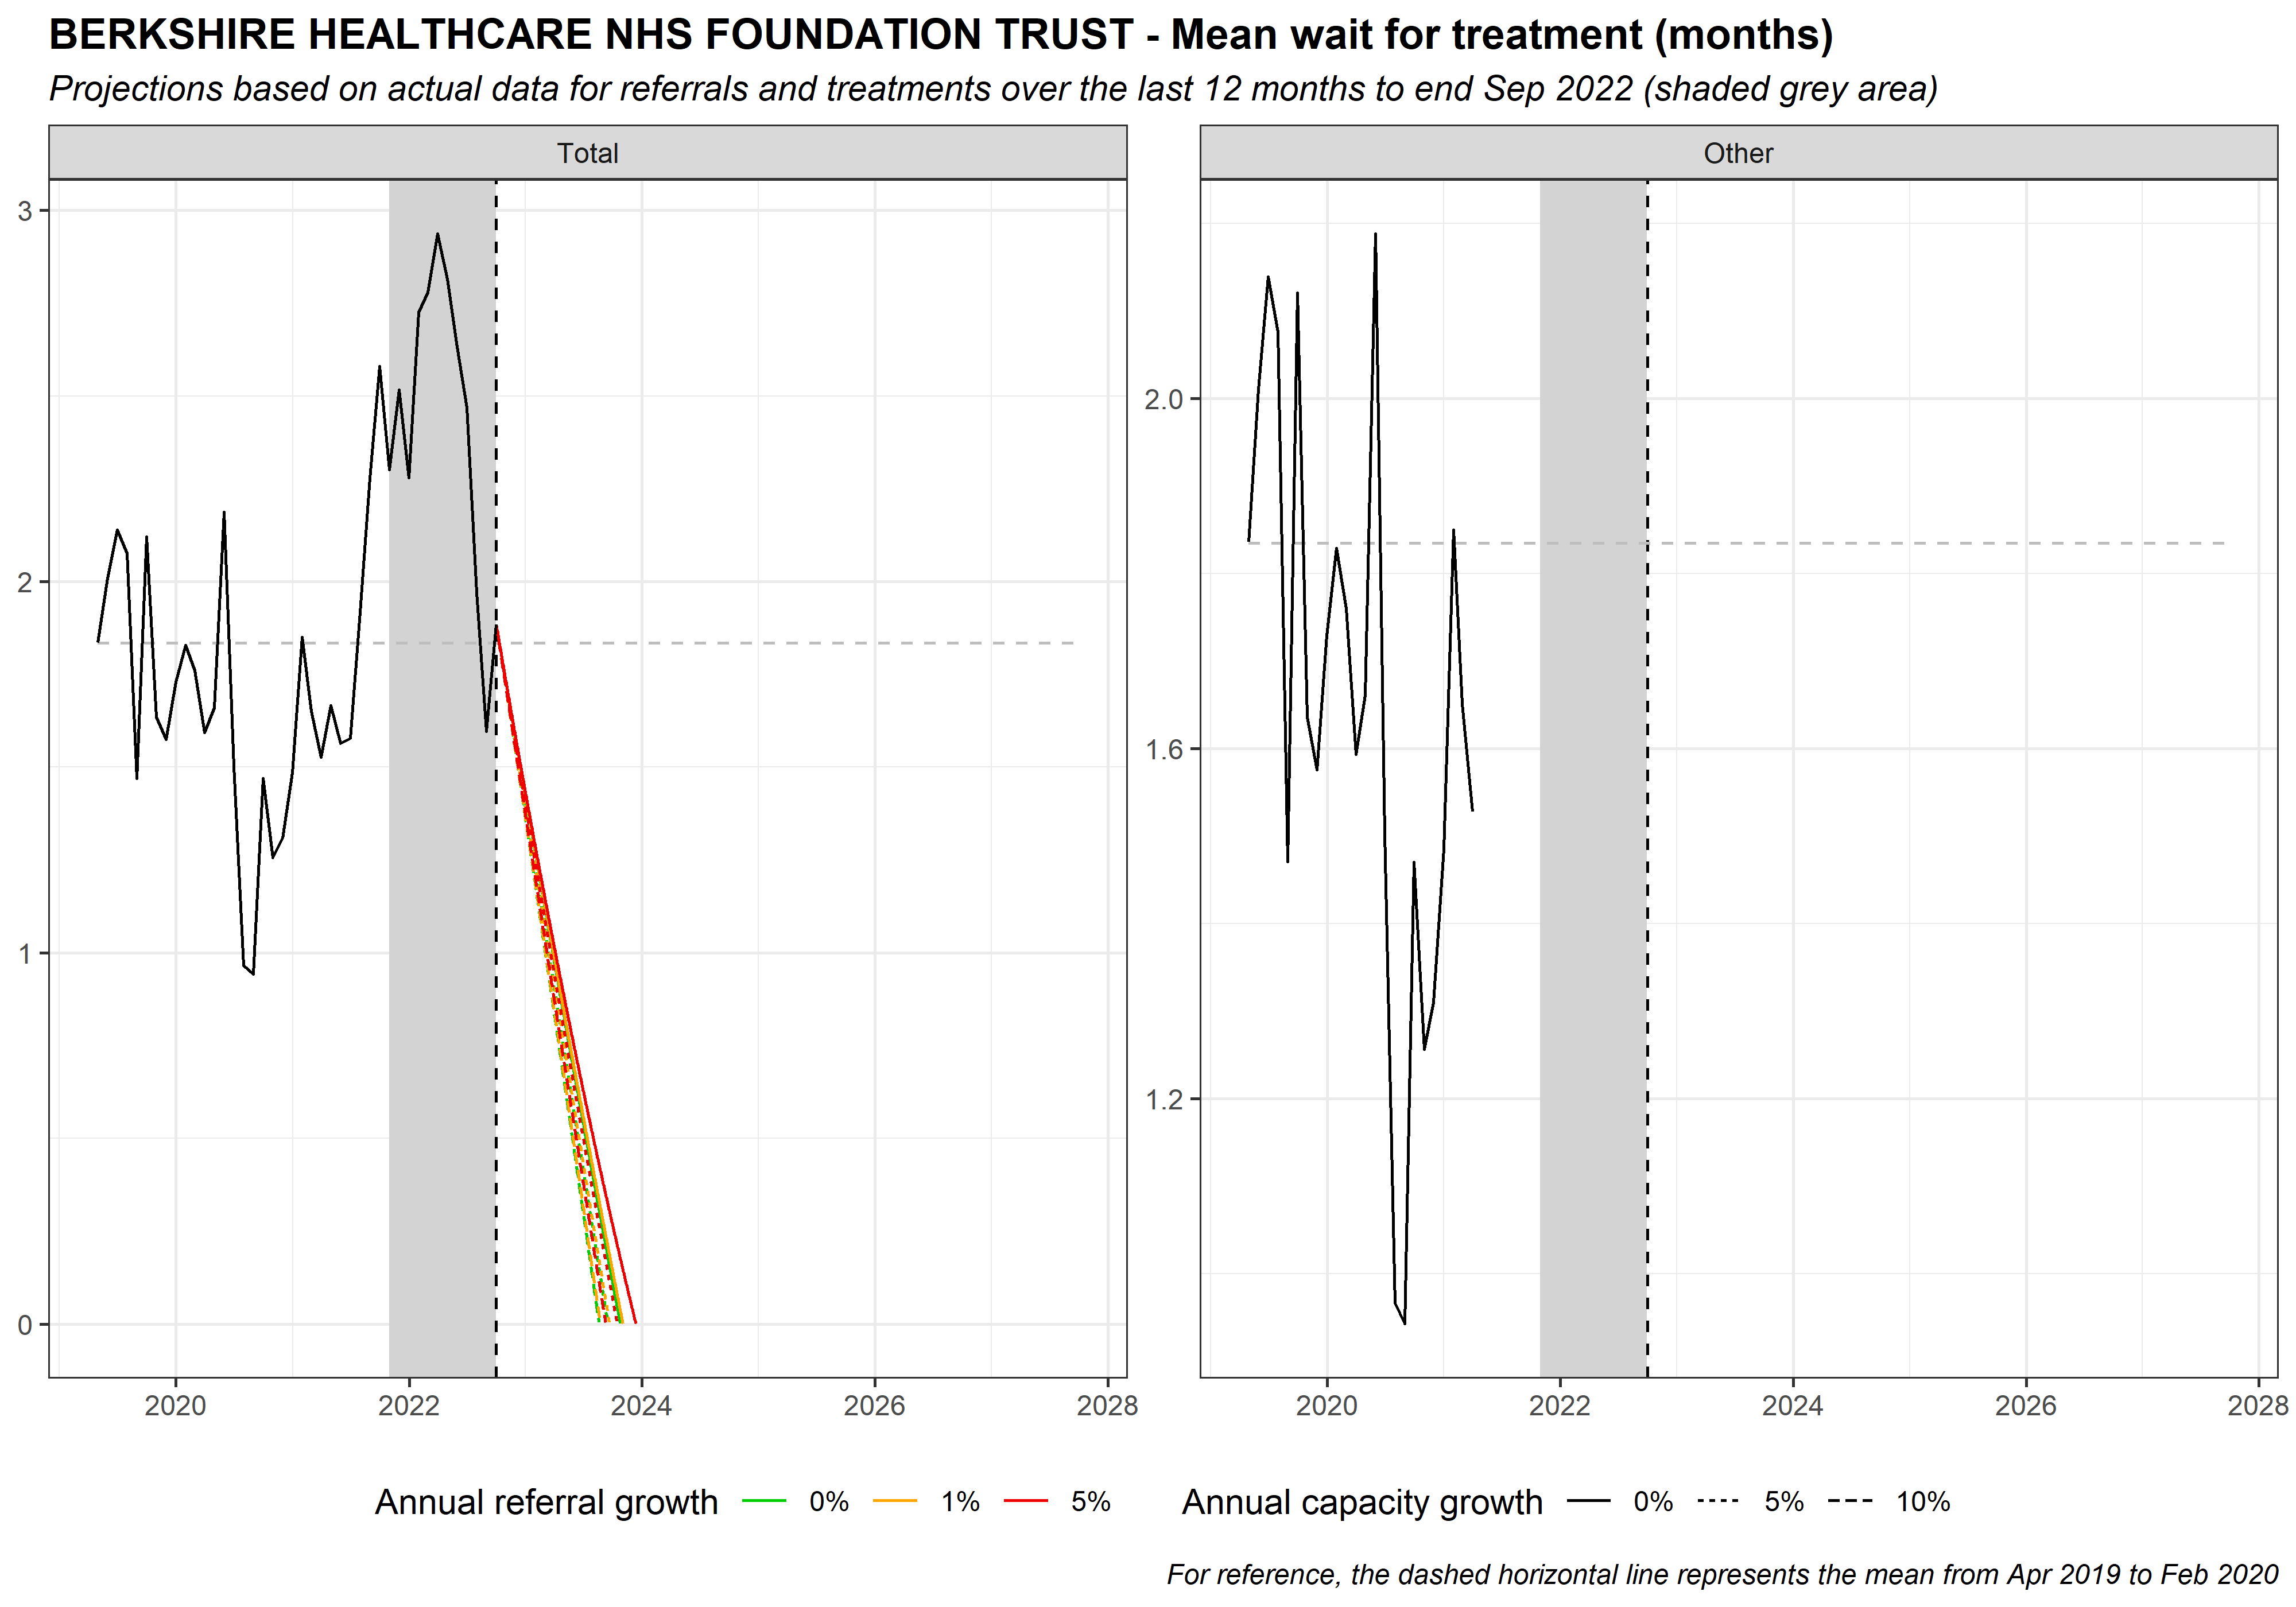 BERKSHIRE HEALTHCARE NHS FOUNDATION TRUST - Mean wait for treatment (months)
Projections based on actual data for referrals and treatments over the last 12 months to end Sep 2022 (shaded grey area)
Total
Other
3
2
1
0
2.0
1.6
1.2
2020 2022 2024 2026 2028
2020 2022 2024 2026 2028
Annual referral growth 0% 1% 5%
Annual capacity growth 0% 5% 10%
For reference, the dashed horizontal line represents the mean from Apr 2019 to Feb 2020